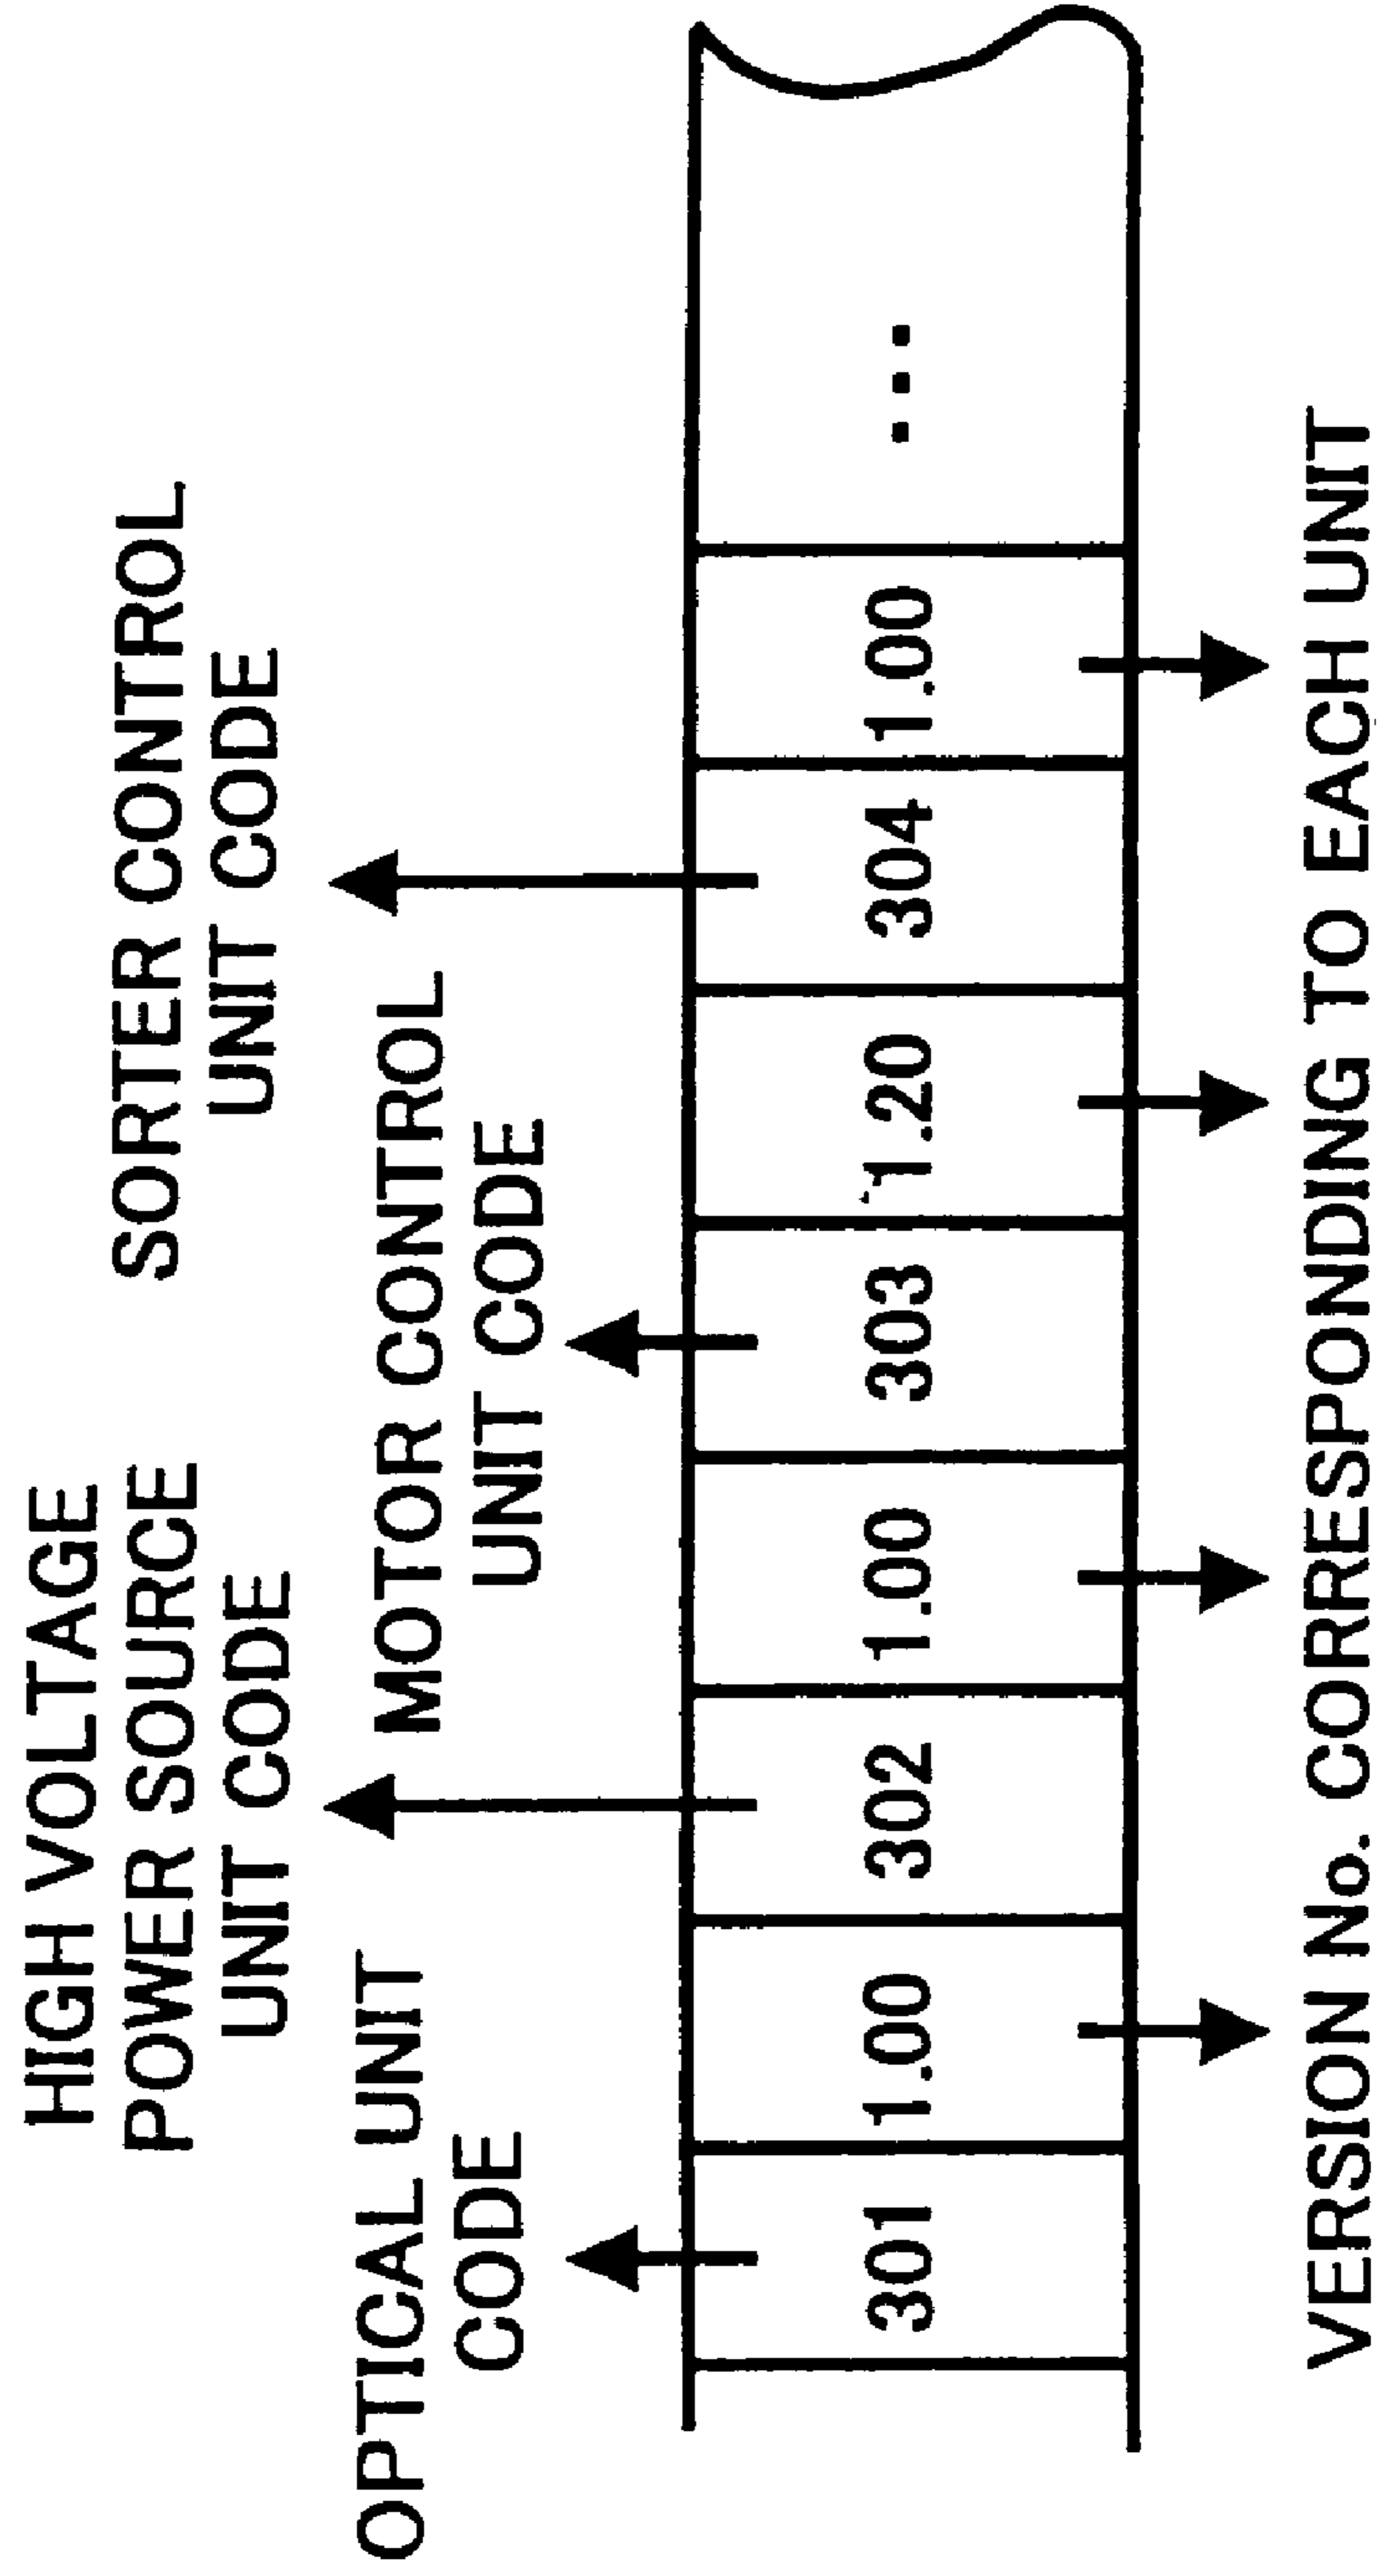 HIGH VOLTAGE
POWER SOURCE
UNIT CODE
SORTER CONTROL
UNIT CODE
OPTICAL UNIT
CODE
MOTOR CONTROL
UNIT CODE
301 1.00 302 1.00 303 1.20 304 1.00 ...
VERSION No. CORRESPONDING TO EACH UNIT